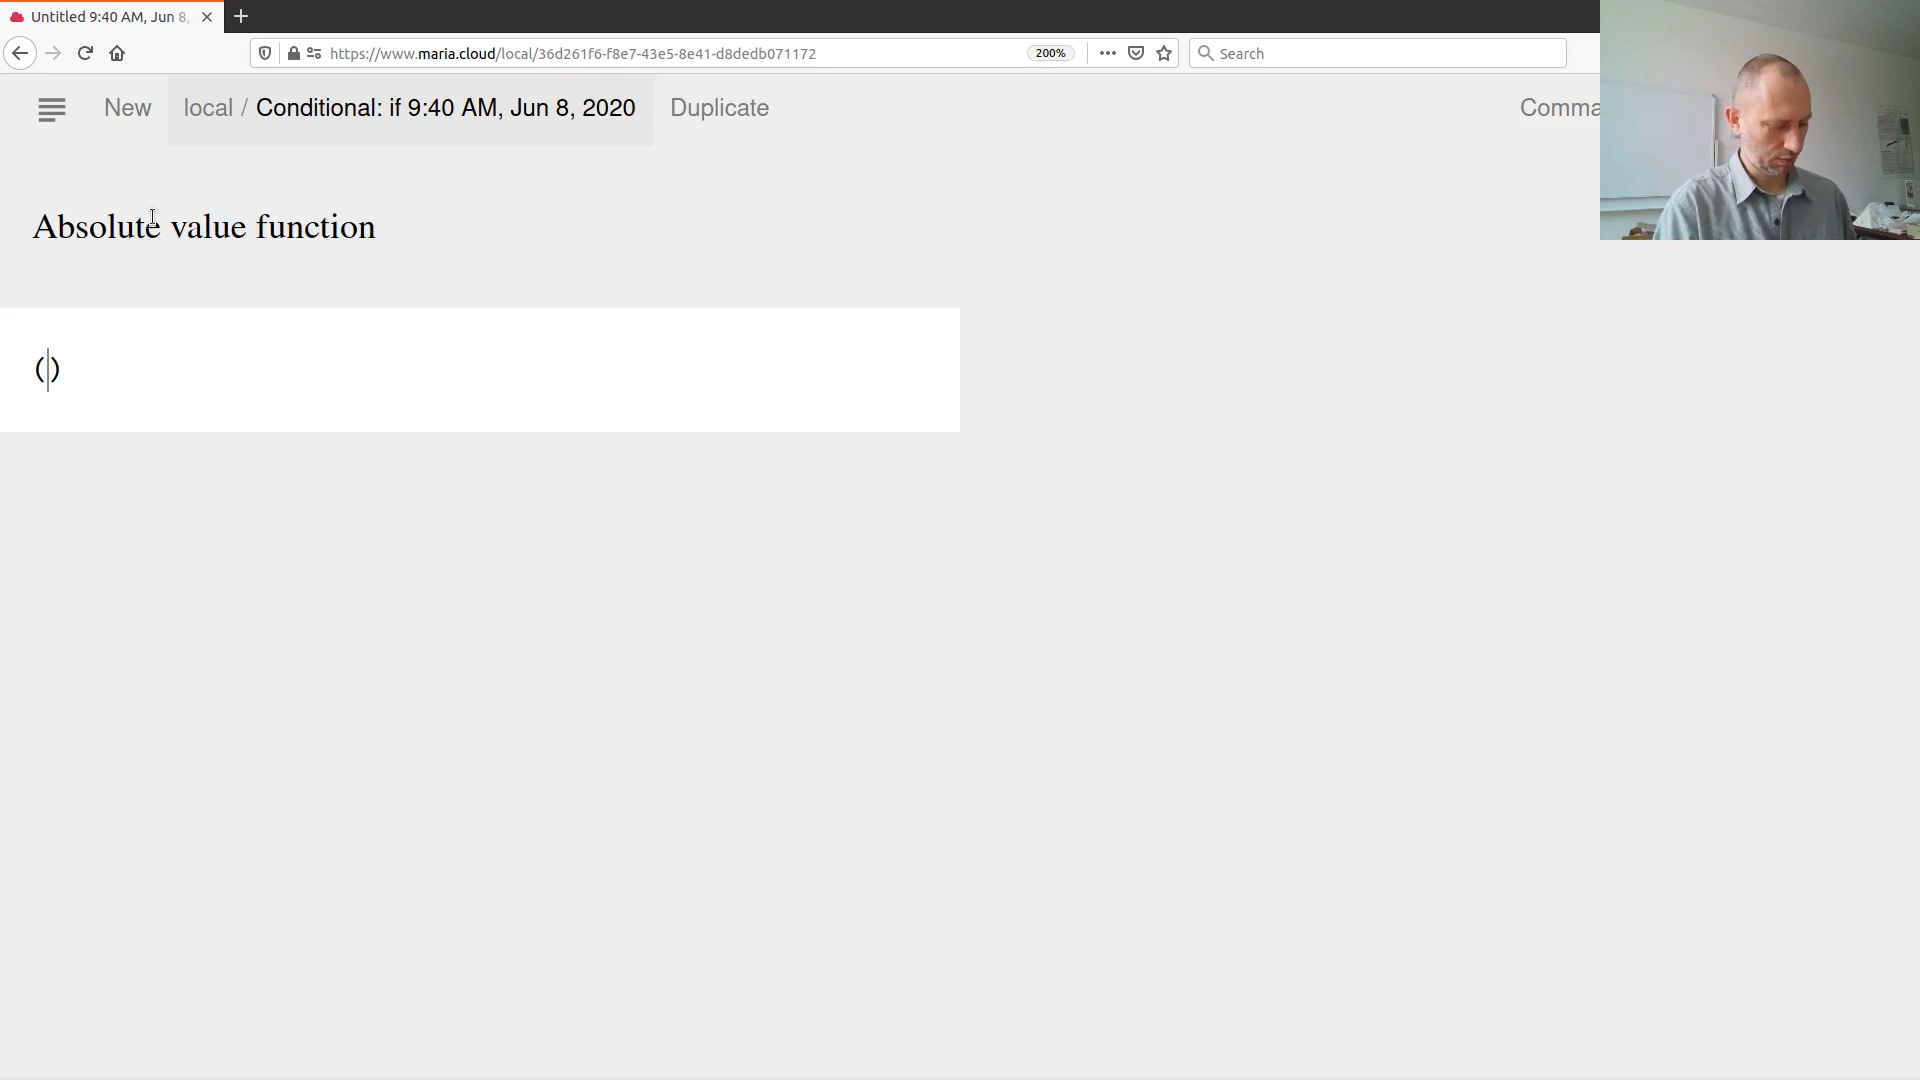 Untitled 9:40 AM, Jun 8,
https://www.maria.cloud/local/36d261f6-f8e7-43e5-8e41-d8dedb071172
200%
Search
New
local / Conditional: if 9:40 AM, Jun 8, 2020
Duplicate
Comma
Absolute value function
()